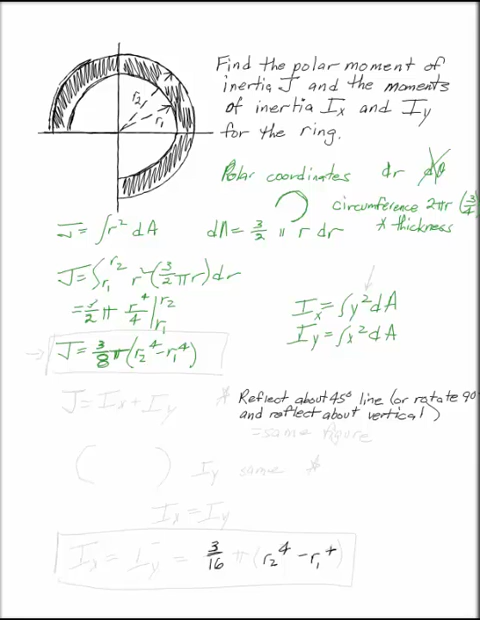 Find the polar moment of
inertia J and the moments
of inertia Ix and Iy
for the ring.
r2
r1
Polar coordinates dr dθ
circumference 2πr (3/4)
* thickness
J = ∫r² dA dA = 3/2 π r dr
J = ∫r1^r2 r² (3/2 πr) dr
= 3/2 π r⁴/4 |r1^r2
J = 3/8 π (r2⁴ - r1⁴)
Ix = ∫y² dA
Iy = ∫x² dA
J = Ix + Iy
* Reflect about 45° line (or rotate 90
and reflect about vertical)
= same figure
Iy same *
Ix = Iy
Ix = Iy = 3/16 π (r2⁴ - r1⁴)